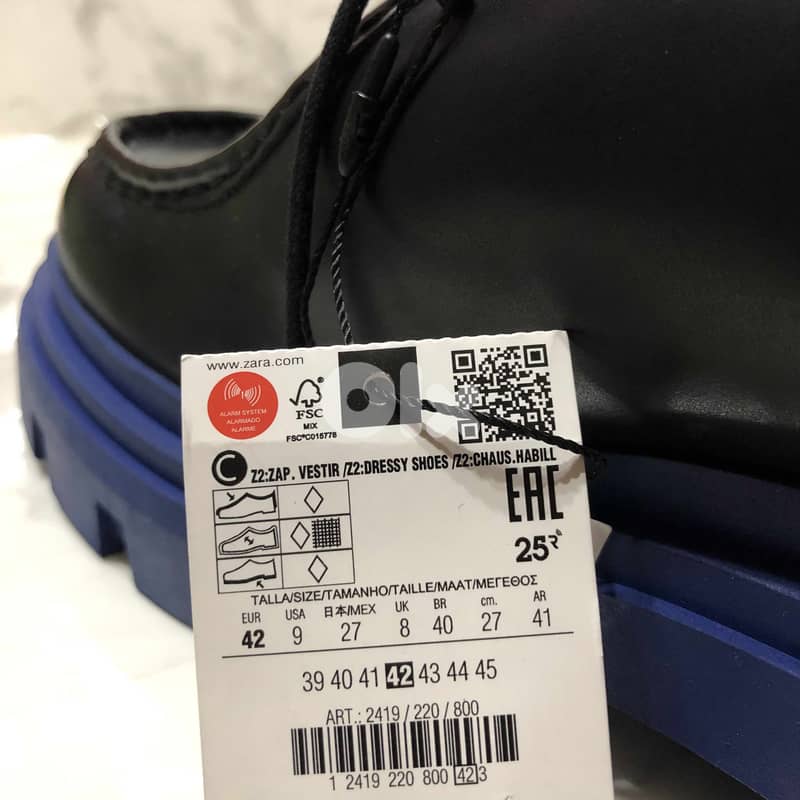 www.zara.com
ALARM SYSTEM
ALARMADO
ALARME
FSC
MIX
FSC®C015778
olx
C Z2:ZAP. VESTIR /Z2:DRESSY SHOES /Z2:CHAUS.HABILL
EAC
25R
TALLA/SIZE/TAMANHO/TAILLE/MAAT/ΜΕΓΕΘΟΣ
EUR USA 日本/MEX UK BR cm. AR
42 9 27 8 40 27 41
39 40 41 42 43 44 45
ART.: 2419 / 220 / 800
1 2419 220 800 42 3